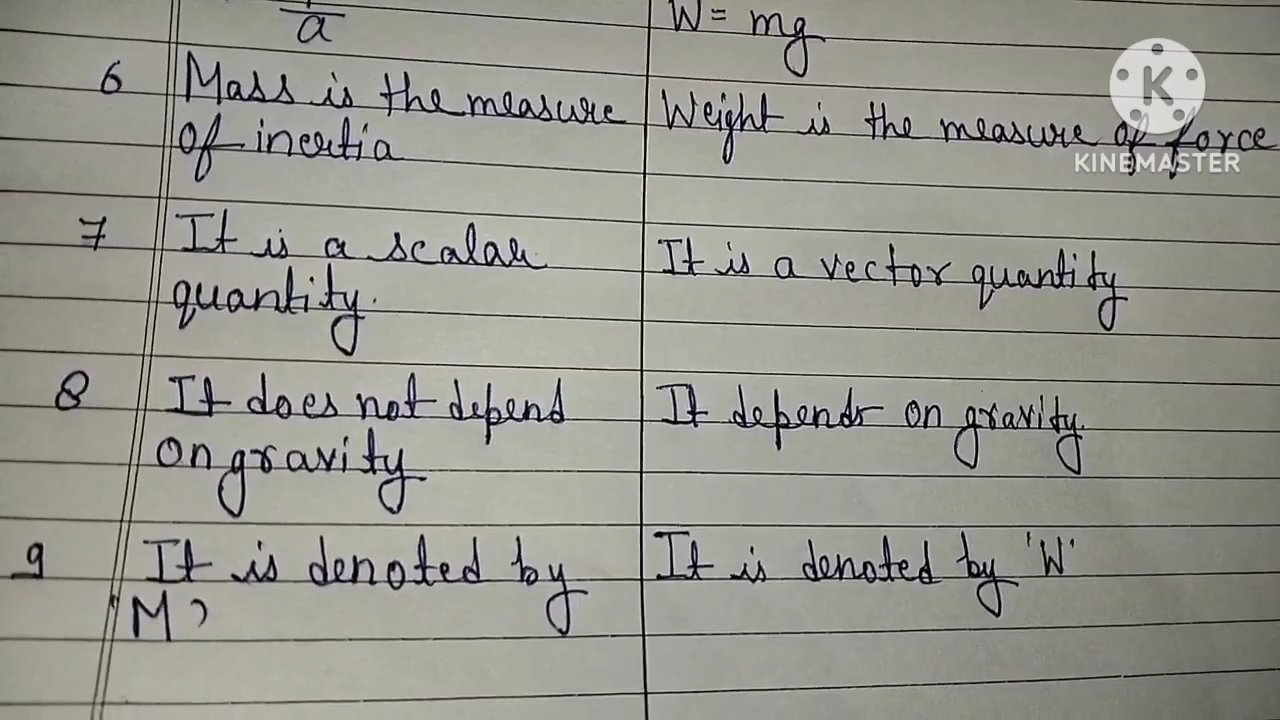 a
W = mg
6 Mass is the measure
of inertia
Weight is the measure of force
7 It is a scalar
quantity.
It is a vector quantity
8 It does not depend
on gravity
It depends on gravity.
9 It is denoted by
'M'
It is denoted by 'W'
K
KINEMASTER